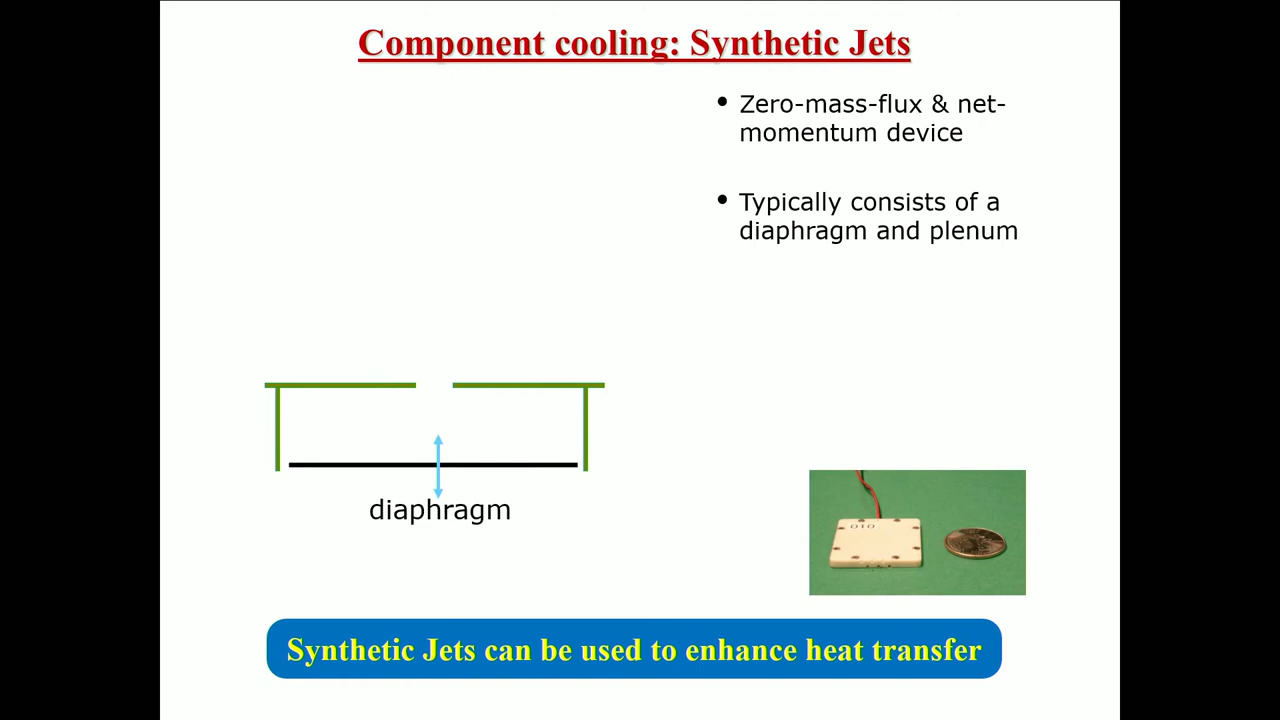 Component cooling: Synthetic Jets
• Zero-mass-flux & net-
momentum device
• Typically consists of a
diaphragm and plenum
diaphragm
010
Synthetic Jets can be used to enhance heat transfer